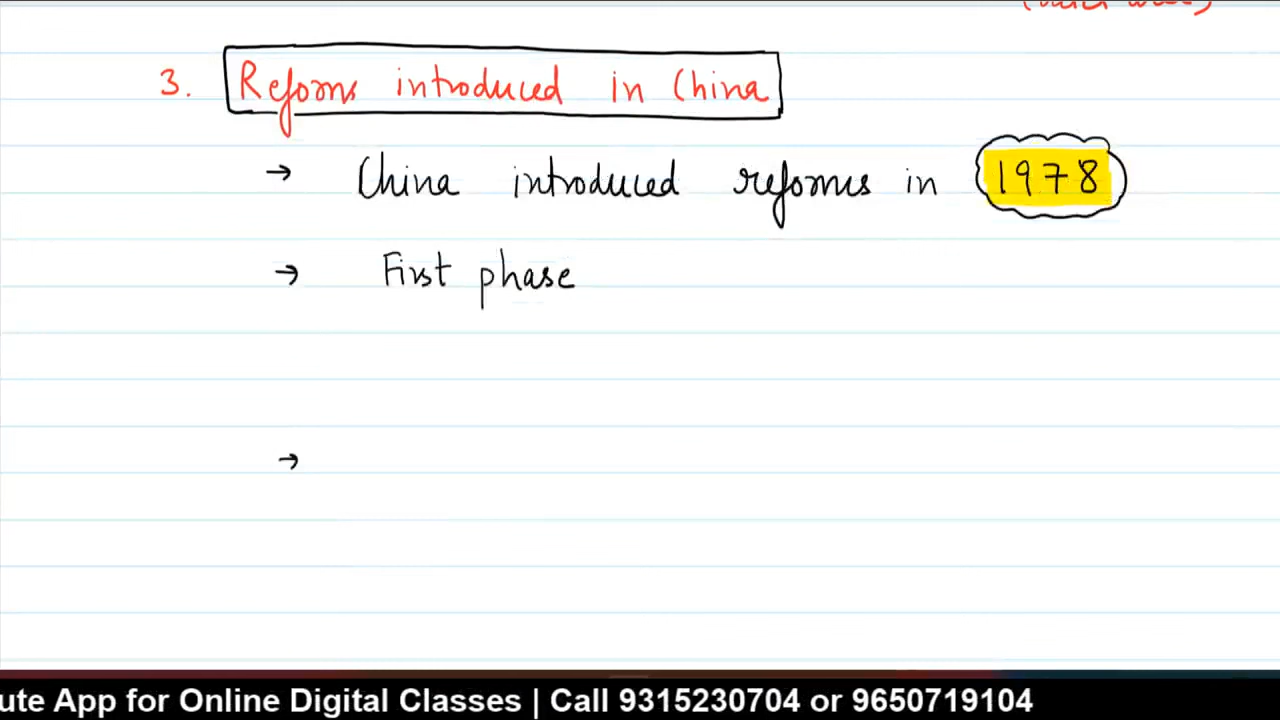 3. Reforms introduced in China
→ China introduced reforms in 1978
→ First phase
→
ute App for Online Digital Classes | Call 9315230704 or 9650719104